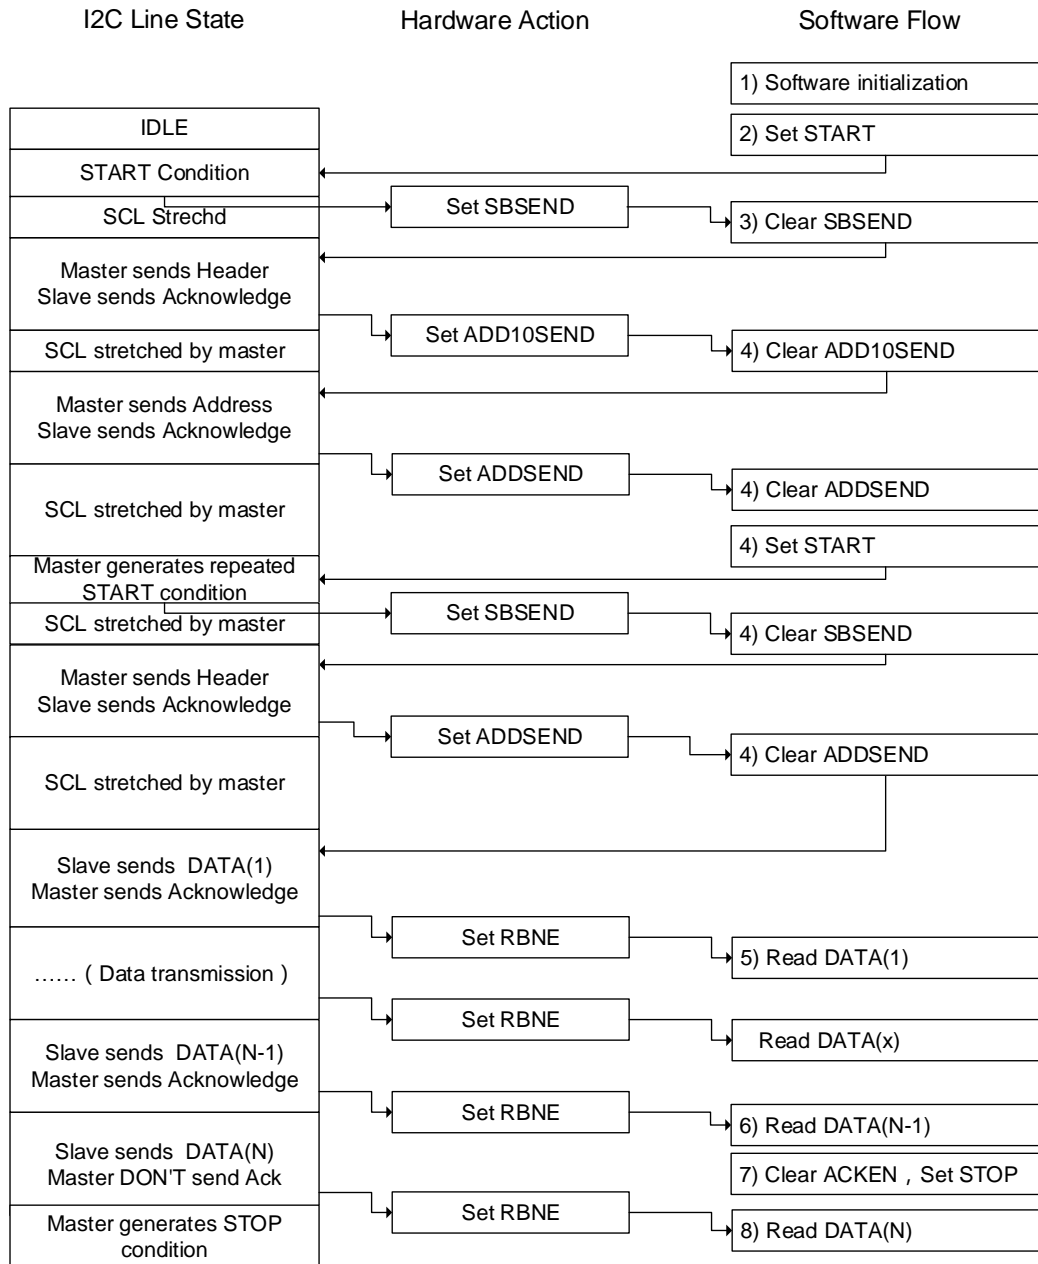 I2C Line State
Hardware Action
Software Flow
1) Software initialization
IDLE
2) Set START
START Condition
Set SBSEND
SCL Strechd
3) Clear SBSEND
Master sends Header
Slave sends Acknowledge
Set ADD10SEND
SCL stretched by master
4) Clear ADD10SEND
Master sends Address
Slave sends Acknowledge
Set ADDSEND
4) Clear ADDSEND
SCL stretched by master
4) Set START
Master generates repeated
START condition
Set SBSEND
SCL stretched by master
4) Clear SBSEND
Master sends Header
Slave sends Acknowledge
Set ADDSEND
4) Clear ADDSEND
SCL stretched by master
Slave sends DATA(1)
Master sends Acknowledge
Set RBNE
5) Read DATA(1)
...... ( Data transmission )
Set RBNE
Read DATA(x)
Slave sends DATA(N-1)
Master sends Acknowledge
Set RBNE
6) Read DATA(N-1)
Slave sends DATA(N)
Master DON'T send Ack
7) Clear ACKEN , Set STOP
Set RBNE
8) Read DATA(N)
Master generates STOP
condition